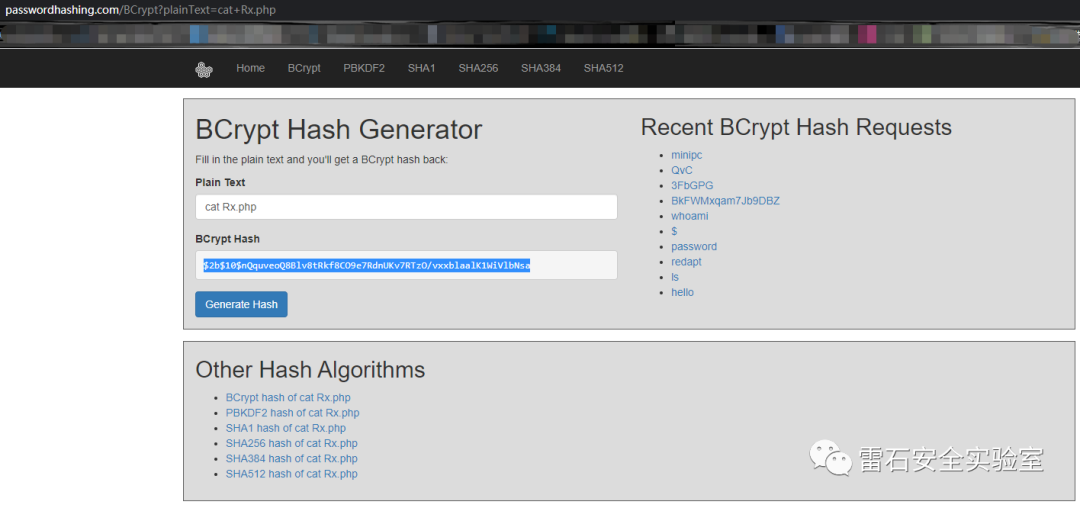 passwordhashing.com/BCrypt?plainText=cat+Rx.php
Home BCrypt PBKDF2 SHA1 SHA256 SHA384 SHA512
BCrypt Hash Generator
Fill in the plain text and you'll get a BCrypt hash back:
Plain Text
cat Rx.php
BCrypt Hash
$2b$10$nQquveoQ8Blv8tRkf8CO9e7RdnUKv7RTzO/vxxblaalK1WiVlbNsa
Generate Hash
Recent BCrypt Hash Requests
minipc
QvC
3FbGPG
BkFWMxqam7Jb9DBZ
whoami
$
password
redapt
ls
hello
Other Hash Algorithms
BCrypt hash of cat Rx.php
PBKDF2 hash of cat Rx.php
SHA1 hash of cat Rx.php
SHA256 hash of cat Rx.php
SHA384 hash of cat Rx.php
SHA512 hash of cat Rx.php
雷石安全实验室